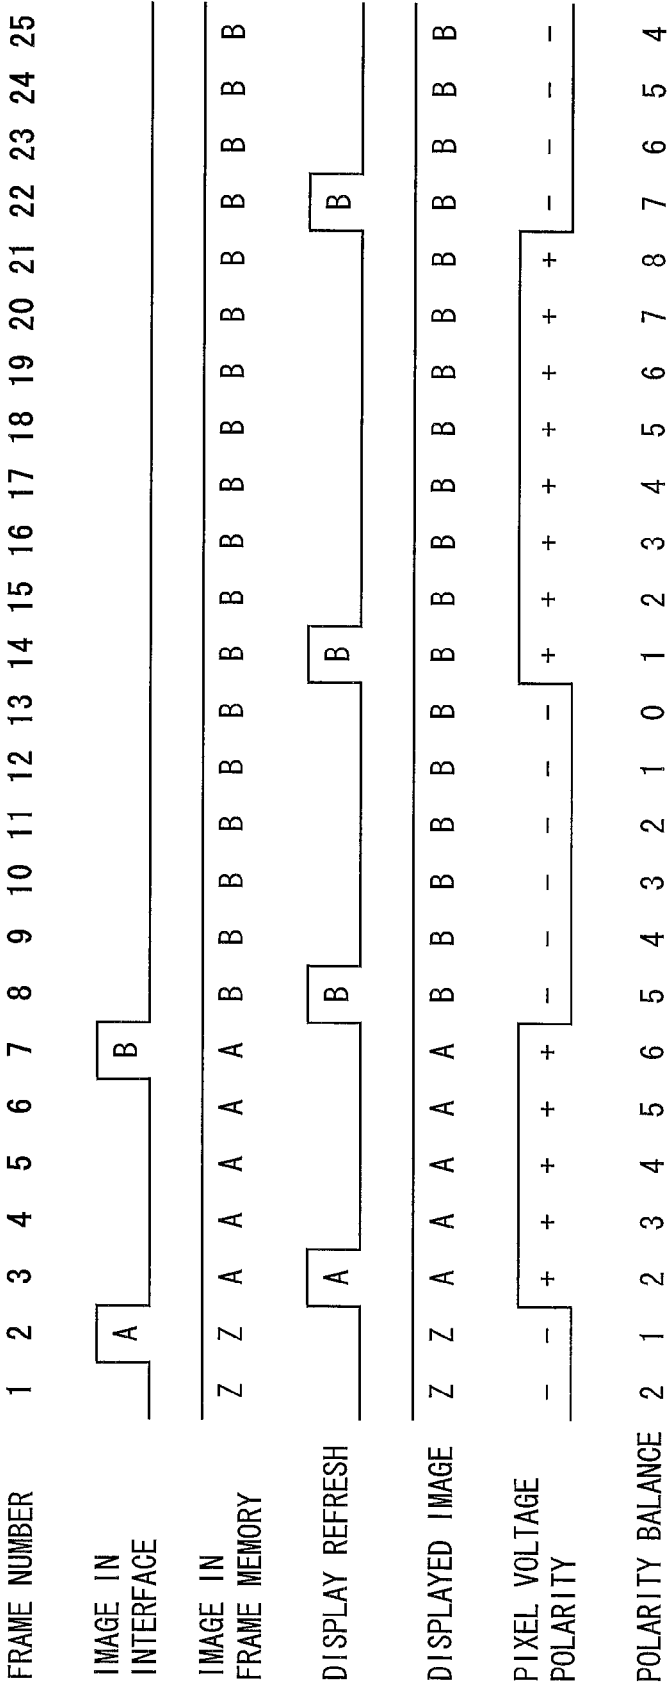 FRAME NUMBER 1 2 3 4 5 6 7 8 9 10 11 12 13 14 15 16 17 18 19 20 21 22 23 24 25
IMAGE IN
INTERFACE A B
IMAGE IN
FRAME MEMORY Z Z A A A A A B B B B B B B B B B B B B B B B B B
DISPLAY REFRESH A B B B
DISPLAYED IMAGE Z Z A A A A A B B B B B B B B B B B B B B B B B B
PIXEL VOLTAGE
POLARITY - - + + + + + - - - - - - + + + + + + + + - - - -
POLARITY BALANCE 2 1 2 3 4 5 6 5 4 3 2 1 0 1 2 3 4 5 6 7 8 7 6 5 4